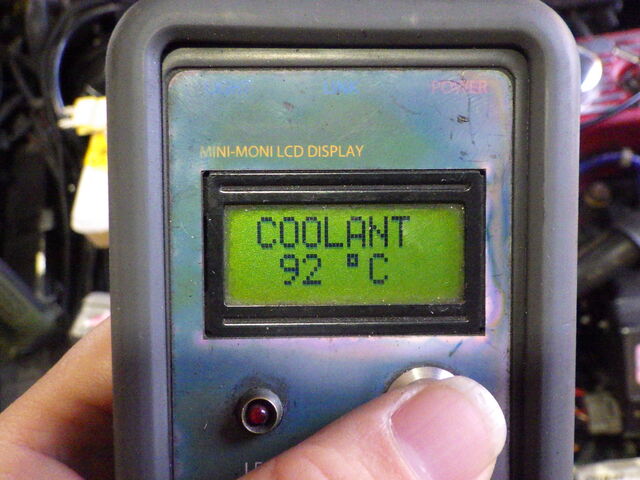 POWER
MINI-MONI LCD DISPLAY
COOLANT
92 °C